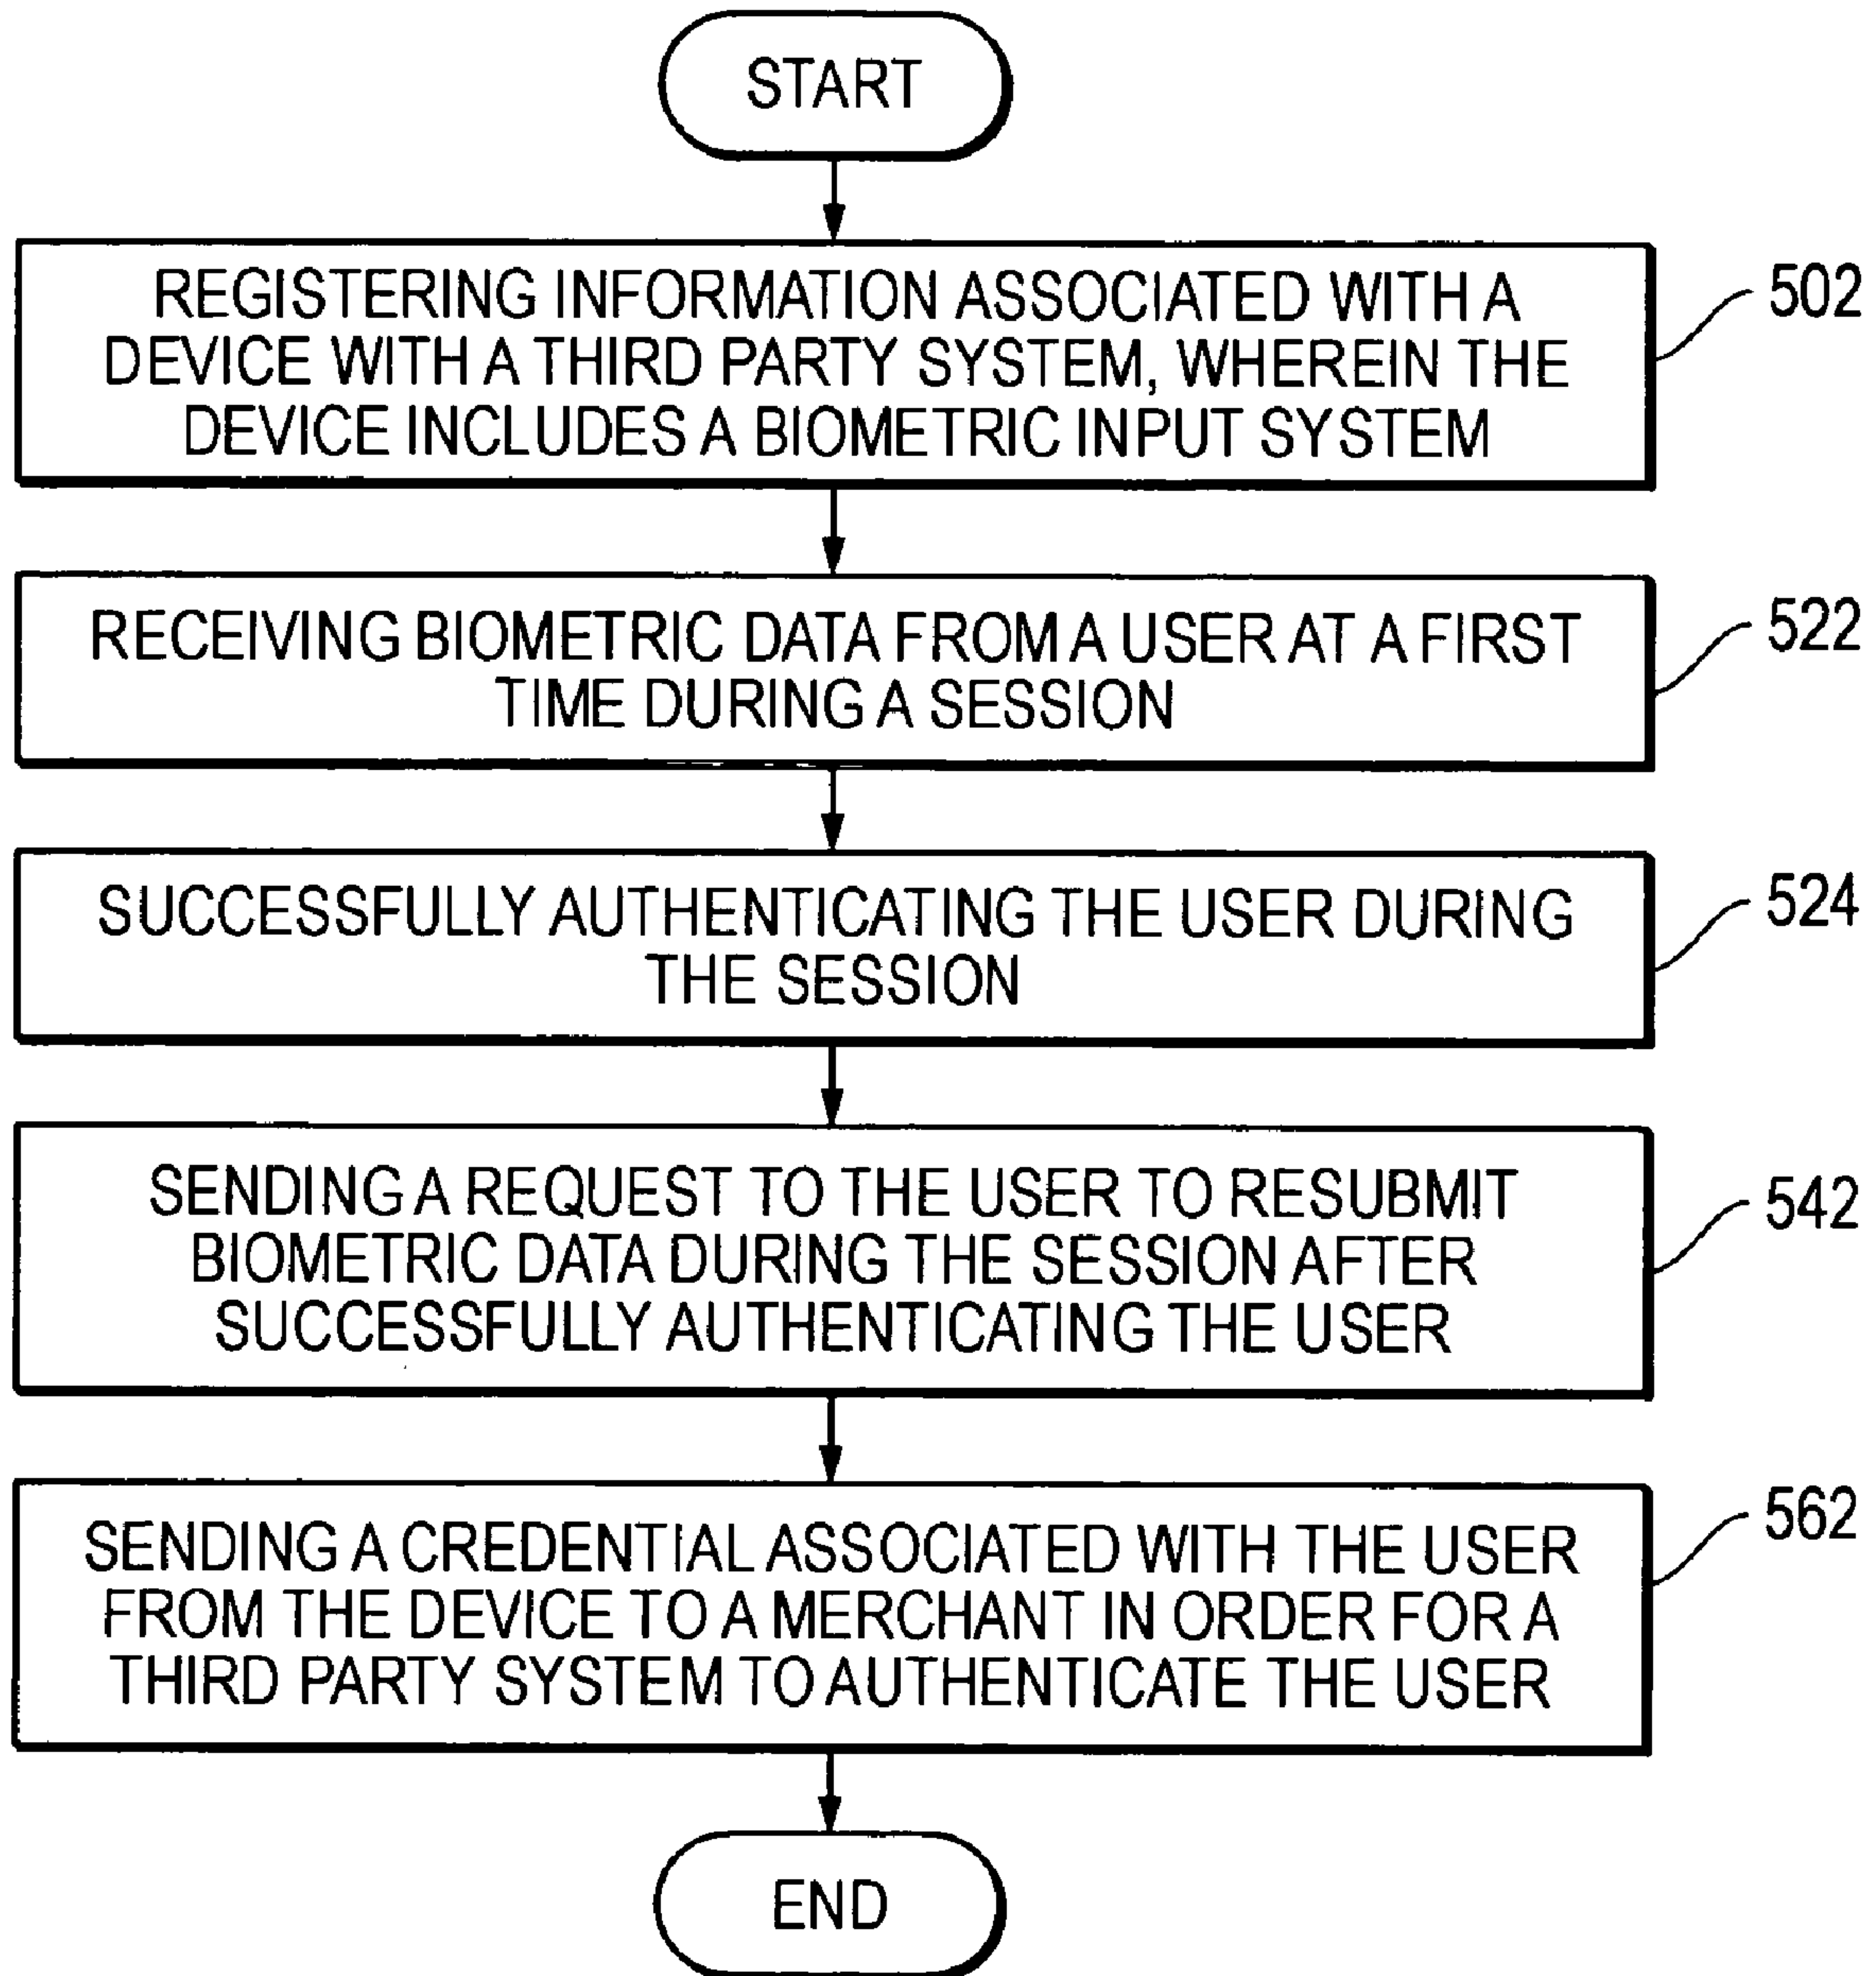 START
REGISTERING INFORMATION ASSOCIATED WITH A
DEVICE WITH A THIRD PARTY SYSTEM, WHEREIN THE
DEVICE INCLUDES A BIOMETRIC INPUT SYSTEM
502
RECEIVING BIOMETRIC DATA FROM A USER AT A FIRST
TIME DURING A SESSION
522
SUCCESSFULLY AUTHENTICATING THE USER DURING
THE SESSION
524
SENDING A REQUEST TO THE USER TO RESUBMIT
BIOMETRIC DATA DURING THE SESSION AFTER
SUCCESSFULLY AUTHENTICATING THE USER
542
SENDING A CREDENTIAL ASSOCIATED WITH THE USER
FROM THE DEVICE TO A MERCHANT IN ORDER FOR A
THIRD PARTY SYSTEM TO AUTHENTICATE THE USER
562
END